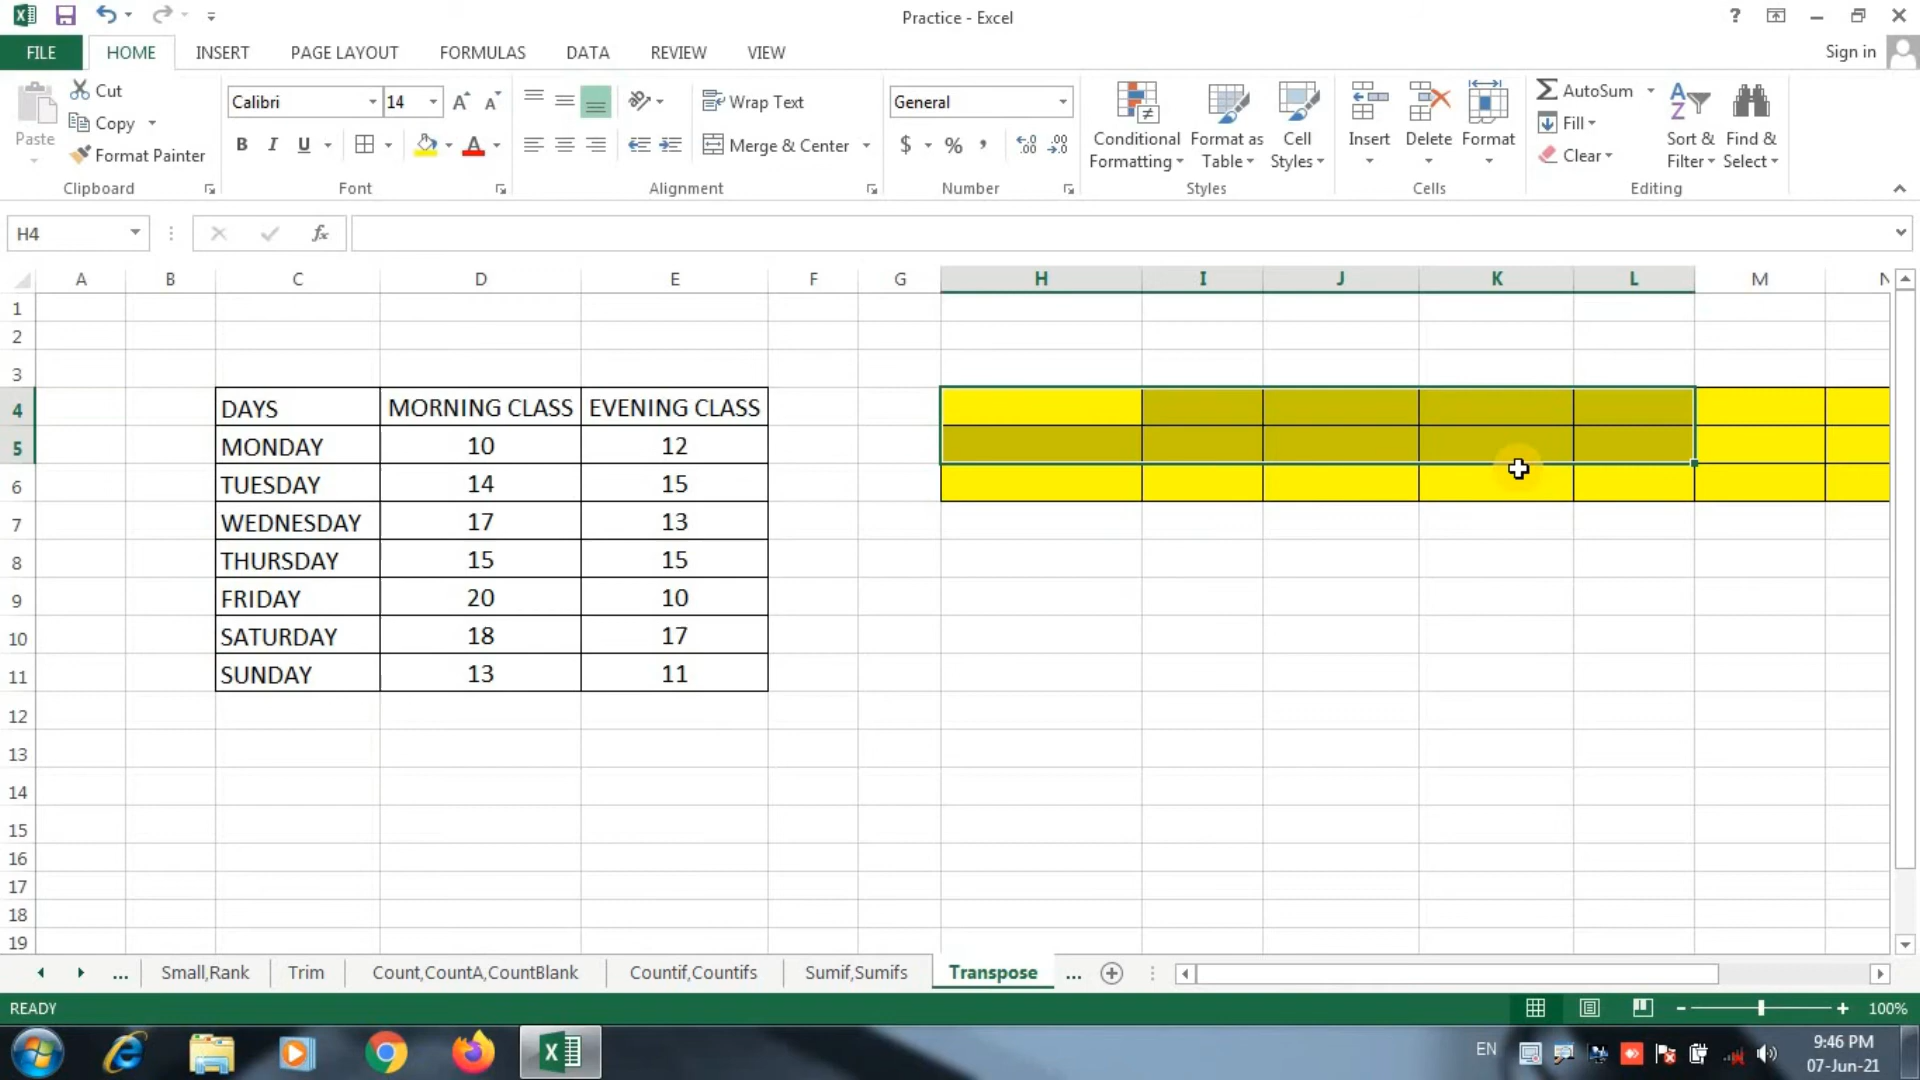 Practice - Excel
?
Sign in
FILE HOME INSERT PAGE LAYOUT FORMULAS DATA REVIEW VIEW
Paste
Cut
Copy
Format Painter
Clipboard
Calibri 14 A A
B I U A
Font
Wrap Text
Merge & Center
Alignment
General
$ % , .0 .00 .00 .0
Number
Conditional Formatting
Format as Table
Cell Styles
Styles
Insert Delete Format
Cells
AutoSum
Fill
Clear
Sort & Filter
Find & Select
Editing
H4 fx
A B C D E F G H I J K L M N
1
2
3
4 DAYS MORNING CLASS EVENING CLASS
5 MONDAY 10 12
6 TUESDAY 14 15
7 WEDNESDAY 17 13
8 THURSDAY 15 15
9 FRIDAY 20 10
10 SATURDAY 18 17
11 SUNDAY 13 11
12
13
14
15
16
17
18
19
... Small,Rank Trim Count,CountA,CountBlank Countif,Countifs Sumif,Sumifs Transpose ...
READY 100%
EN 9:46 PM
07-Jun-21